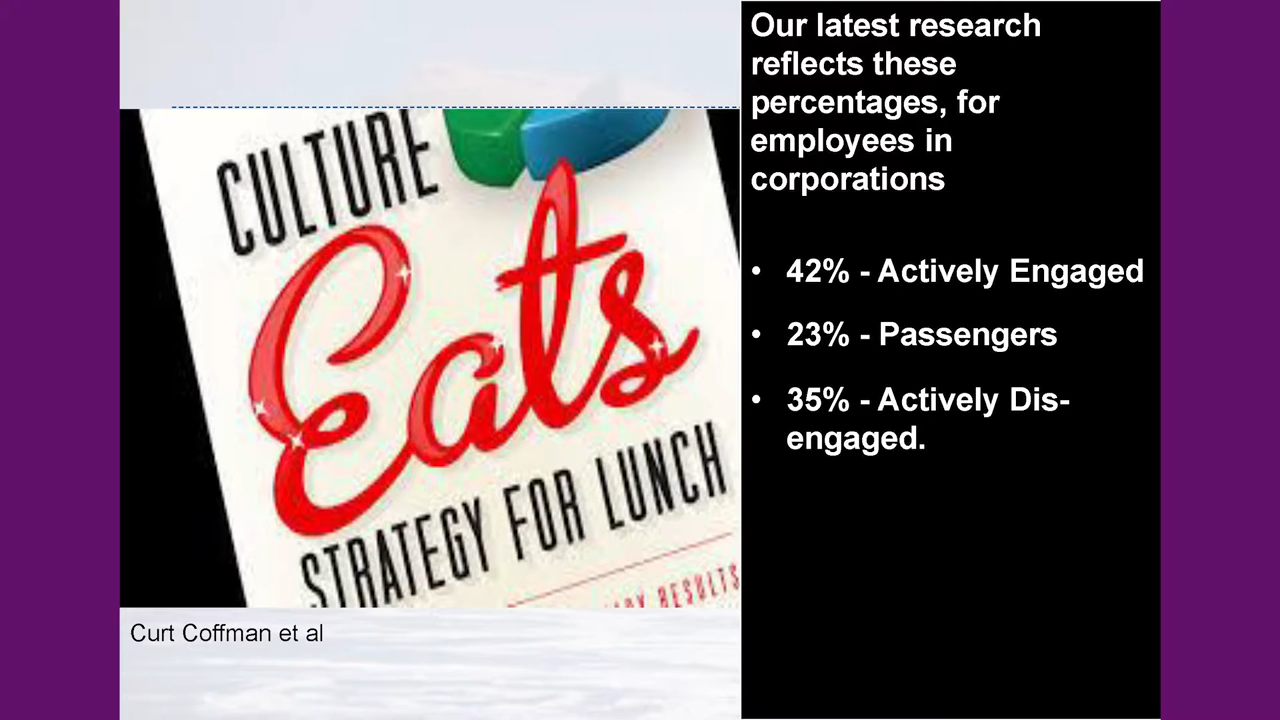 CULTURE
Eats
STRATEGY FOR LUNCH
RESULTS
Curt Coffman et al
Our latest research
reflects these
percentages, for
employees in
corporations
• 42% - Actively Engaged
• 23% - Passengers
• 35% - Actively Dis-
engaged.